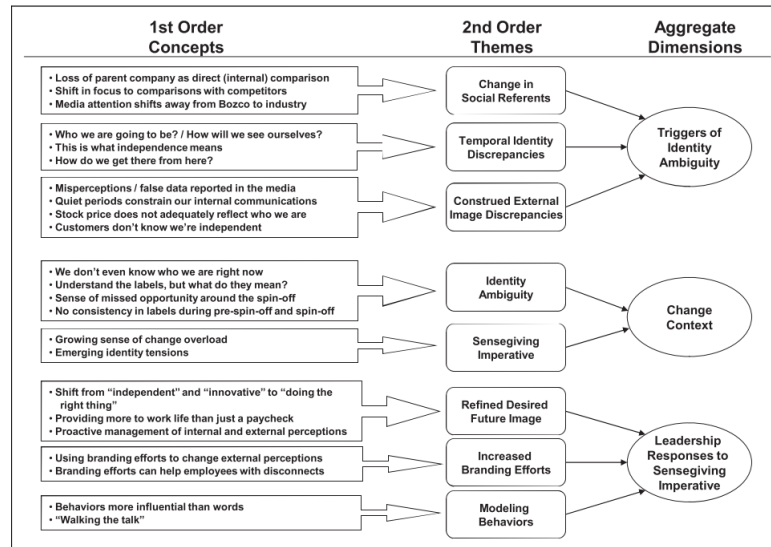 1st Order
Concepts
2nd Order
Themes
Aggregate
Dimensions
• Loss of parent company as direct (internal) comparison
• Shift in focus to comparisons with competitors
• Media attention shifts away from Bozco to industry
Change in
Social Referents
• Who we are going to be? / How will we see ourselves?
• This is what independence means
• How do we get there from here?
Temporal Identity
Discrepancies
Triggers of
Identity
Ambiguity
• Misperceptions / false data reported in the media
• Quiet periods constrain our internal communications
• Stock price does not adequately reflect who we are
• Customers don’t know we’re independent
Construed External
Image Discrepancies
• We don’t even know who we are right now
• Understand the labels, but what do they mean?
• Sense of missed opportunity around the spin-off
• No consistency in labels during pre-spin-off and spin-off
Identity
Ambiguity
Change
Context
• Growing sense of change overload
• Emerging identity tensions
Sensegiving
Imperative
• Shift from “independent” and “innovative” to “doing the
right thing”
• Providing more to work life than just a paycheck
• Proactive management of internal and external perceptions
Refined Desired
Future Image
• Using branding efforts to change external perceptions
• Branding efforts can help employees with disconnects
Increased
Branding Efforts
Leadership
Responses to
Sensegiving
Imperative
• Behaviors more influential than words
• “Walking the talk”
Modeling
Behaviors